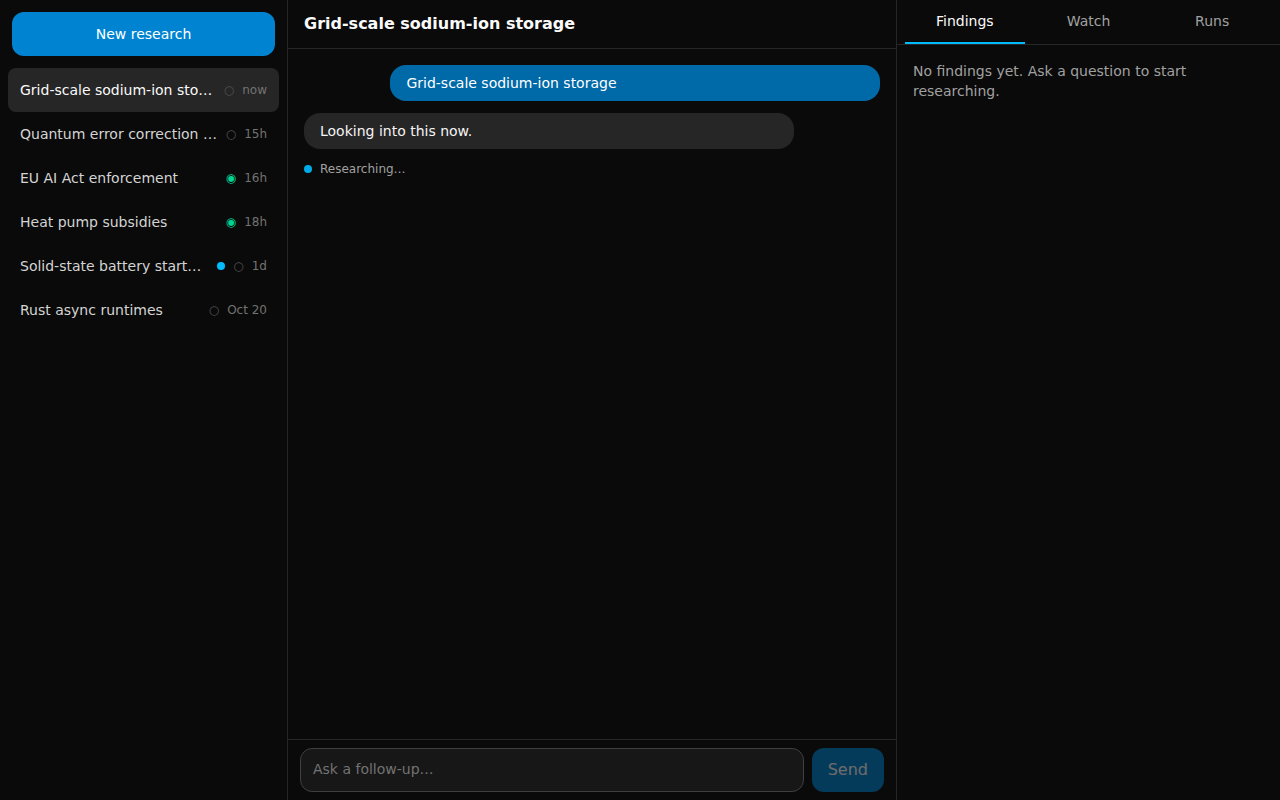 New research
Grid-scale sodium-ion sto… now
Quantum error correction … 15h
EU AI Act enforcement 16h
Heat pump subsidies 18h
Solid-state battery start… 1d
Rust async runtimes Oct 20
Grid-scale sodium-ion storage
Grid-scale sodium-ion storage
Looking into this now.
Researching…
Ask a follow-up…
Send
Findings Watch Runs
No findings yet. Ask a question to start
researching.